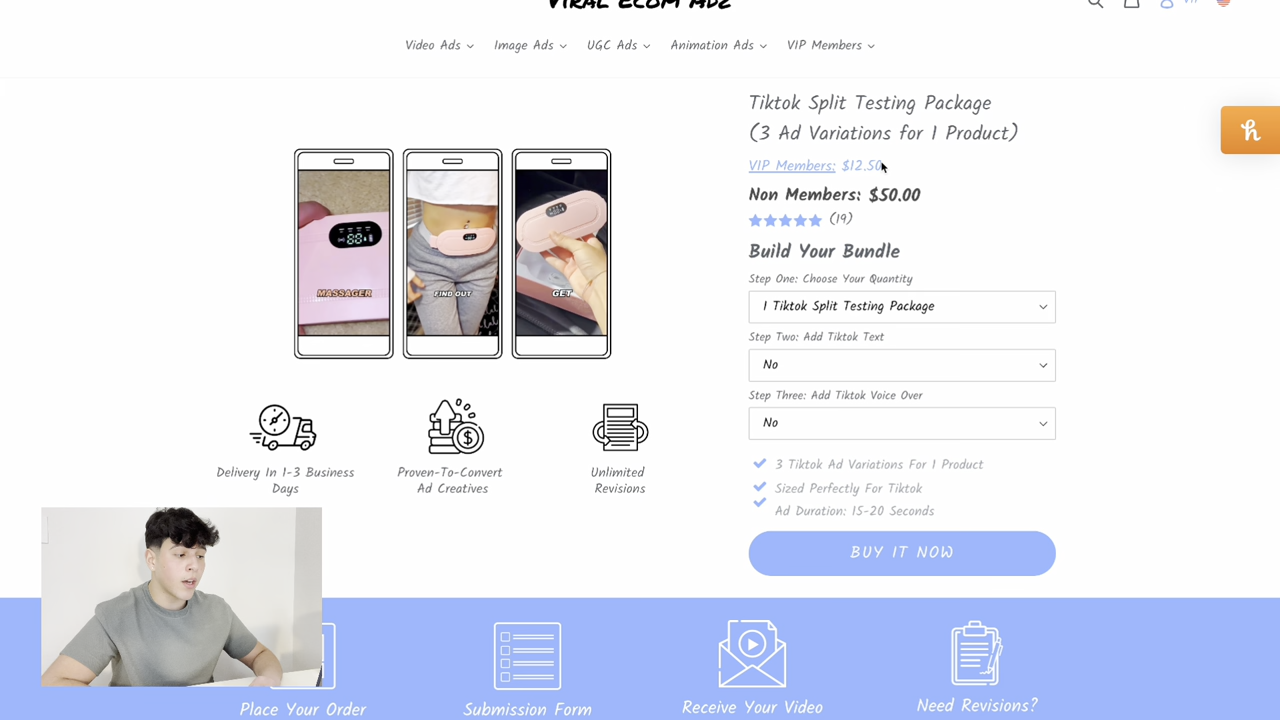 VIRAL ECOM ADZ
VIP
Video Ads
Image Ads
UGC Ads
Animation Ads
VIP Members
Tiktok Split Testing Package
(3 Ad Variations for 1 Product)
VIP Members: $12.50
Non Members: $50.00
(19)
Build Your Bundle
Step One: Choose Your Quantity
1 Tiktok Split Testing Package
Step Two: Add Tiktok Text
No
Step Three: Add Tiktok Voice Over
No
3 Tiktok Ad Variations For 1 Product
Sized Perfectly For Tiktok
Ad Duration: 15-20 Seconds
BUY IT NOW
MASSAGER
FIND OUT
GET
Delivery In 1-3 Business
Days
Proven-To-Convert
Ad Creatives
Unlimited
Revisions
Place Your Order
Submission Form
Receive Your Video
Need Revisions?
h